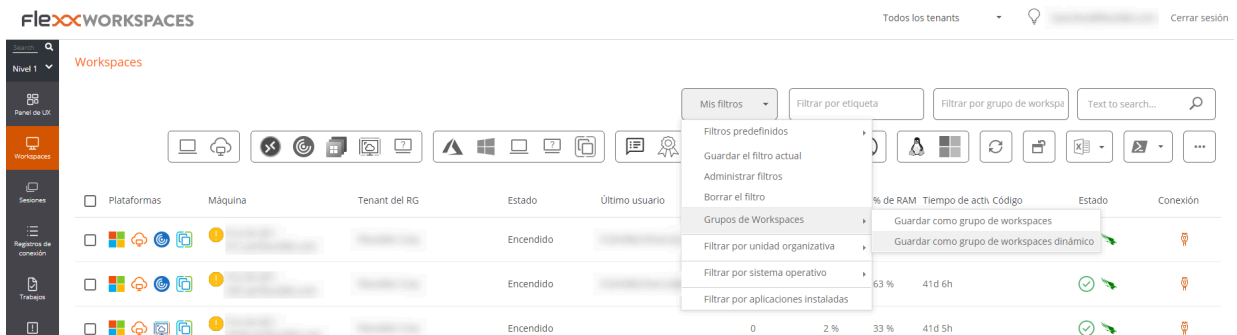 FlexxWORKSPACES
Todos los tenants
Cerrar sesión
Search
Nivel 1
Workspaces
Panel de UX
Mis filtros
Filtrar por etiqueta
Filtrar por grupo de workspa
Text to search...
Filtros predefinidos
Guardar el filtro actual
Administrar filtros
Borrar el filtro
Grupos de Workspaces
Filtrar por unidad organizativa
Filtrar por sistema operativo
Filtrar por aplicaciones instaladas
Guardar como grupo de workspaces
Guardar como grupo de workspaces dinámico
Workspaces
Sesiones
Registros de
conexión
Trabajos
Plataformas Máquina Tenant del RG Estado Último usuario % de RAM Tiempo de activ Código Estado Conexión
Encendido
Encendido 63 % 41d 6h
Encendido 0 2 % 33 % 41d 5h